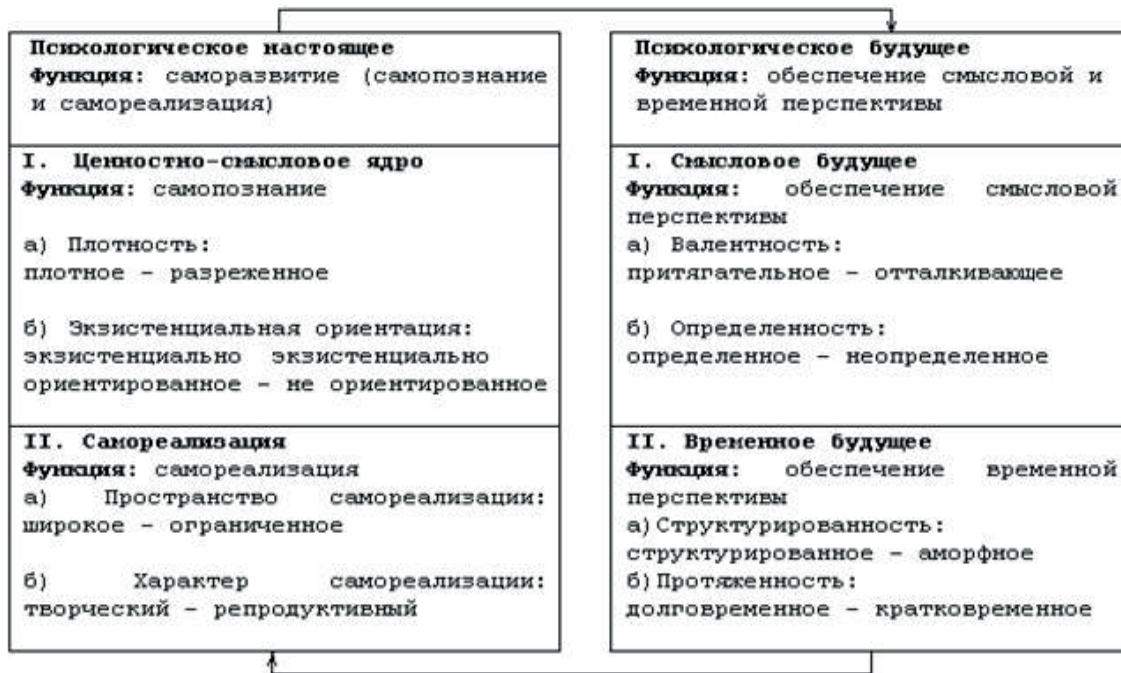 Психологическое настоящее
Функция: саморазвитие (самопознание
и самореализация)
I. Ценностно-смысловое ядро
Функция: самопознание
а) Плотность:
плотное – разреженное
б) Экзистенциальная ориентация:
экзистенциально экзистенциально
ориентированное – не ориентированное
II. Самореализация
Функция: самореализация
а) Пространство самореализации:
широкое – ограниченное
б) Характер самореализации:
творческий – репродуктивный
Психологическое будущее
Функция: обеспечение смысловой и
временной перспективы
I. Смысловое будущее
Функция: обеспечение смысловой
перспективы
а) Валентность:
притягательное – отталкивающее
б) Определенность:
определенное – неопределенное
II. Временное будущее
Функция: обеспечение временной
перспективы
а)Структурированность:
структурированное – аморфное
б)Протяженность:
долговременное – кратковременное